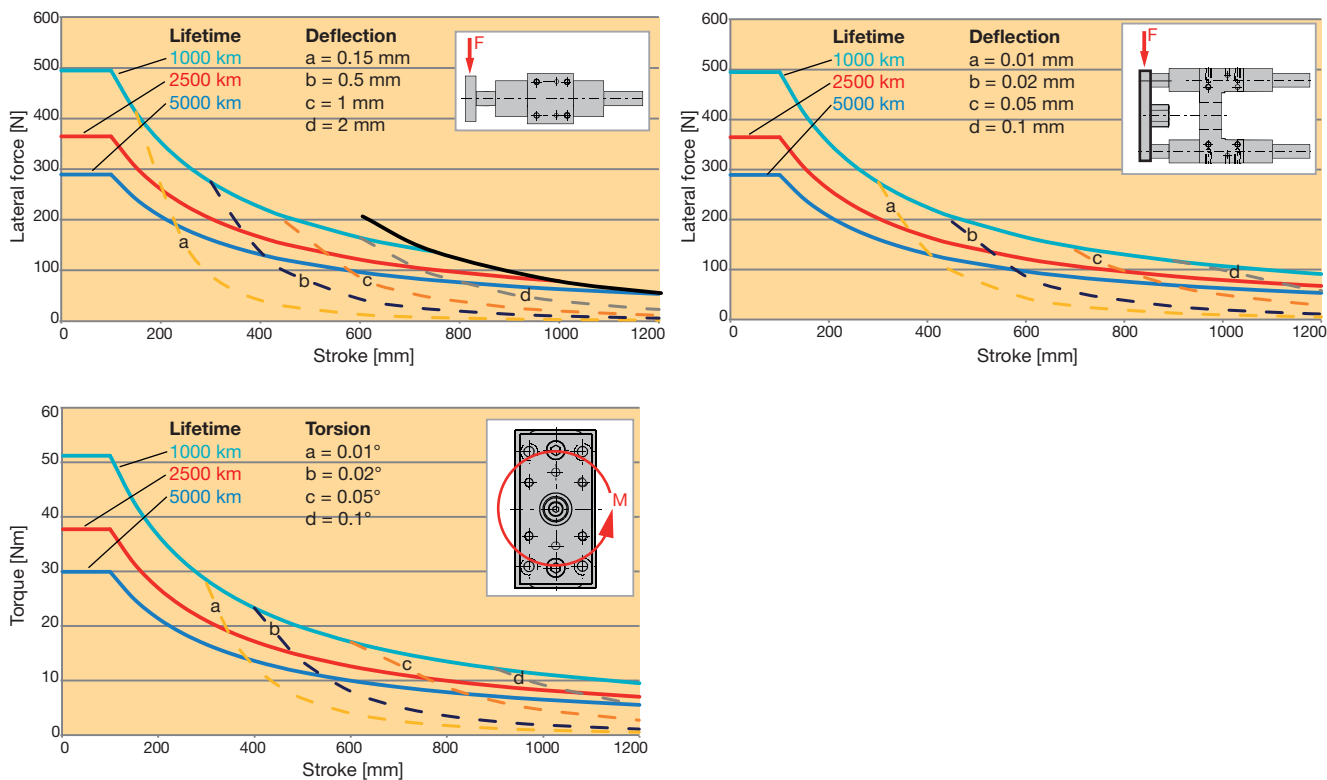 600
500
400
300
200
100
0
Lateral force [N]
Lifetime
1000 km
2500 km
5000 km
Deflection
a = 0.15 mm
b = 0.5 mm
c = 1 mm
d = 2 mm
F
a
b
c
d
0 200 400 600 800 1000 1200
Stroke [mm]
600
500
400
300
200
100
0
Lateral force [N]
Lifetime
1000 km
2500 km
5000 km
Deflection
a = 0.01 mm
b = 0.02 mm
c = 0.05 mm
d = 0.1 mm
F
a
b
c
d
0 200 400 600 800 1000 1200
Stroke [mm]
60
50
40
30
20
10
0
Torque [Nm]
Lifetime
1000 km
2500 km
5000 km
Torsion
a = 0.01°
b = 0.02°
c = 0.05°
d = 0.1°
M
a
b
c
d
0 200 400 600 800 1000 1200
Stroke [mm]